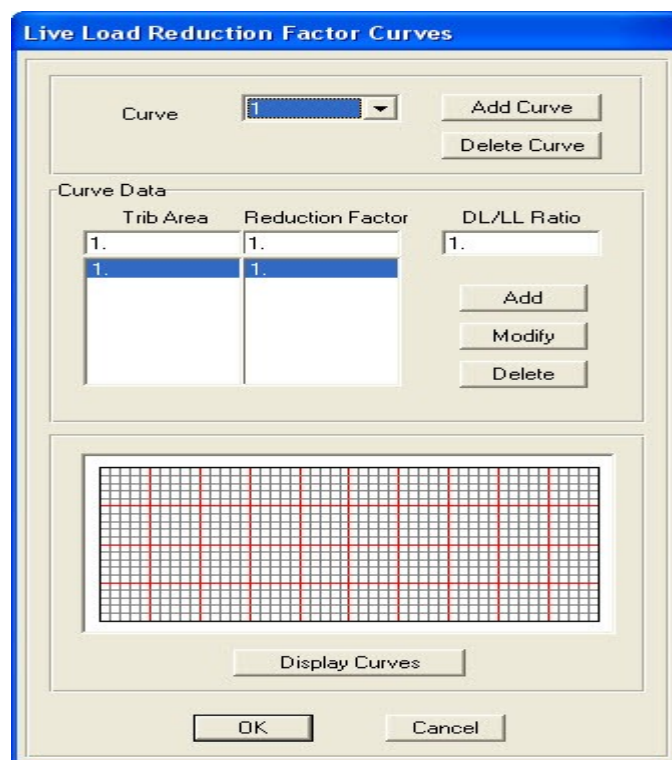 Live Load Reduction Factor Curves
Curve 1 Add Curve
Delete Curve
Curve Data
Trib Area Reduction Factor DL/LL Ratio
1. 1. 1.
1. 1.
Add
Modify
Delete
Display Curves
OK Cancel